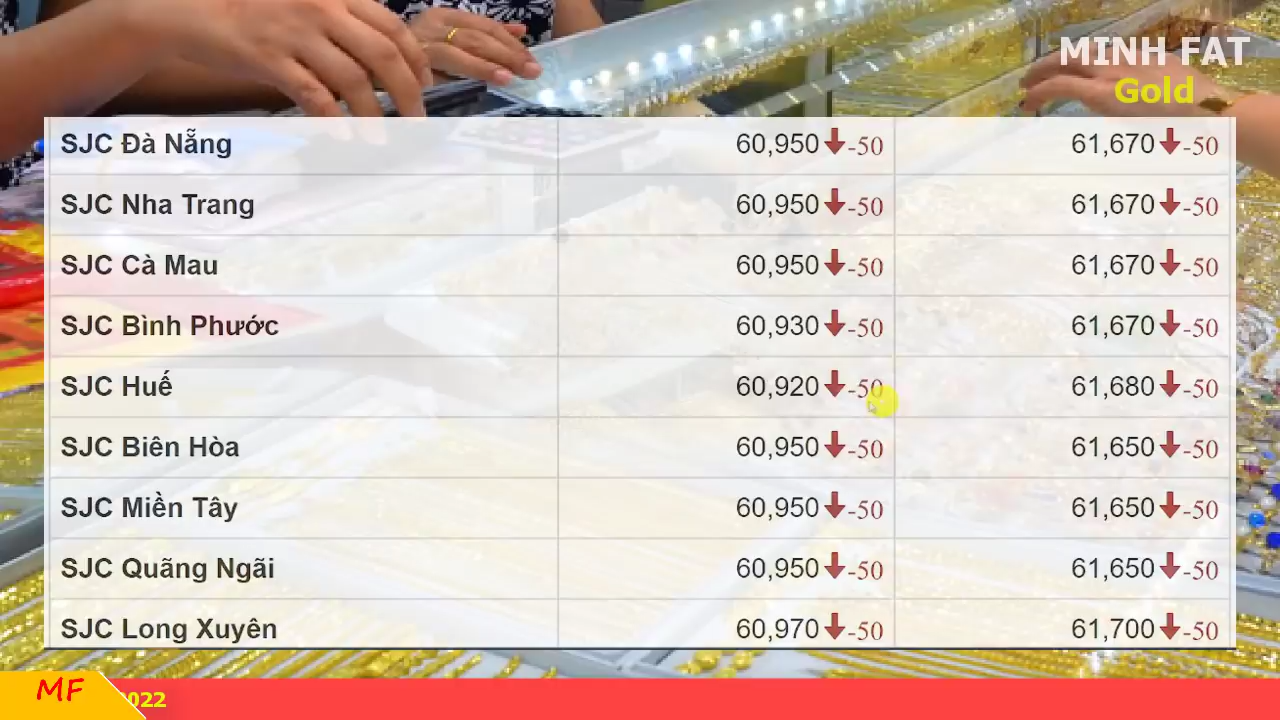 MINH FAT
Gold
SJC Đà Nẵng 60,950 -50 61,670 -50
SJC Nha Trang 60,950 -50 61,670 -50
SJC Cà Mau 60,950 -50 61,670 -50
SJC Bình Phước 60,930 -50 61,670 -50
SJC Huế 60,920 -50 61,680 -50
SJC Biên Hòa 60,950 -50 61,650 -50
SJC Miền Tây 60,950 -50 61,650 -50
SJC Quãng Ngãi 60,950 -50 61,650 -50
SJC Long Xuyên 60,970 -50 61,700 -50
MF